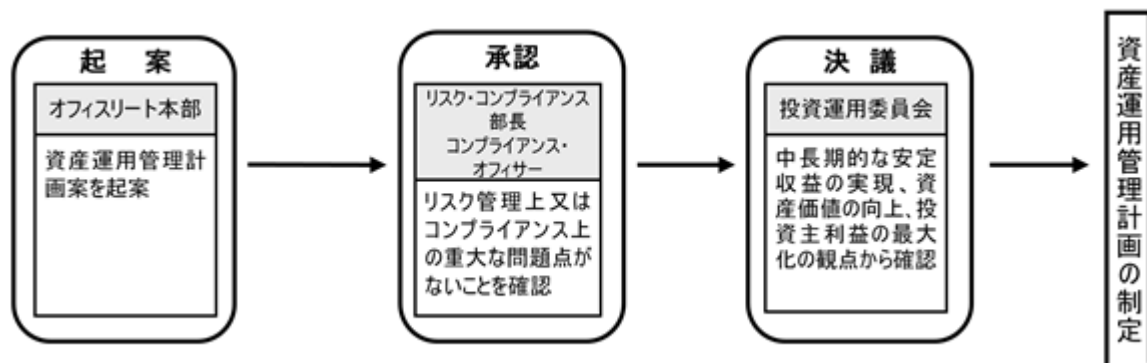 起 案
オフィスリート本部
資産運用管理計
画案を起案
承認
リスク・コンプライアンス
部長
コンプライアンス・
オフィサー
リスク管理上又は
コンプライアンス上
の重大な問題点が
ないことを確認
決 議
投資運用委員会
中長期的な安定
収益の実現、資
産価値の向上、投
資主利益の最大
化の観点から確認
資産運用管理計画の制定